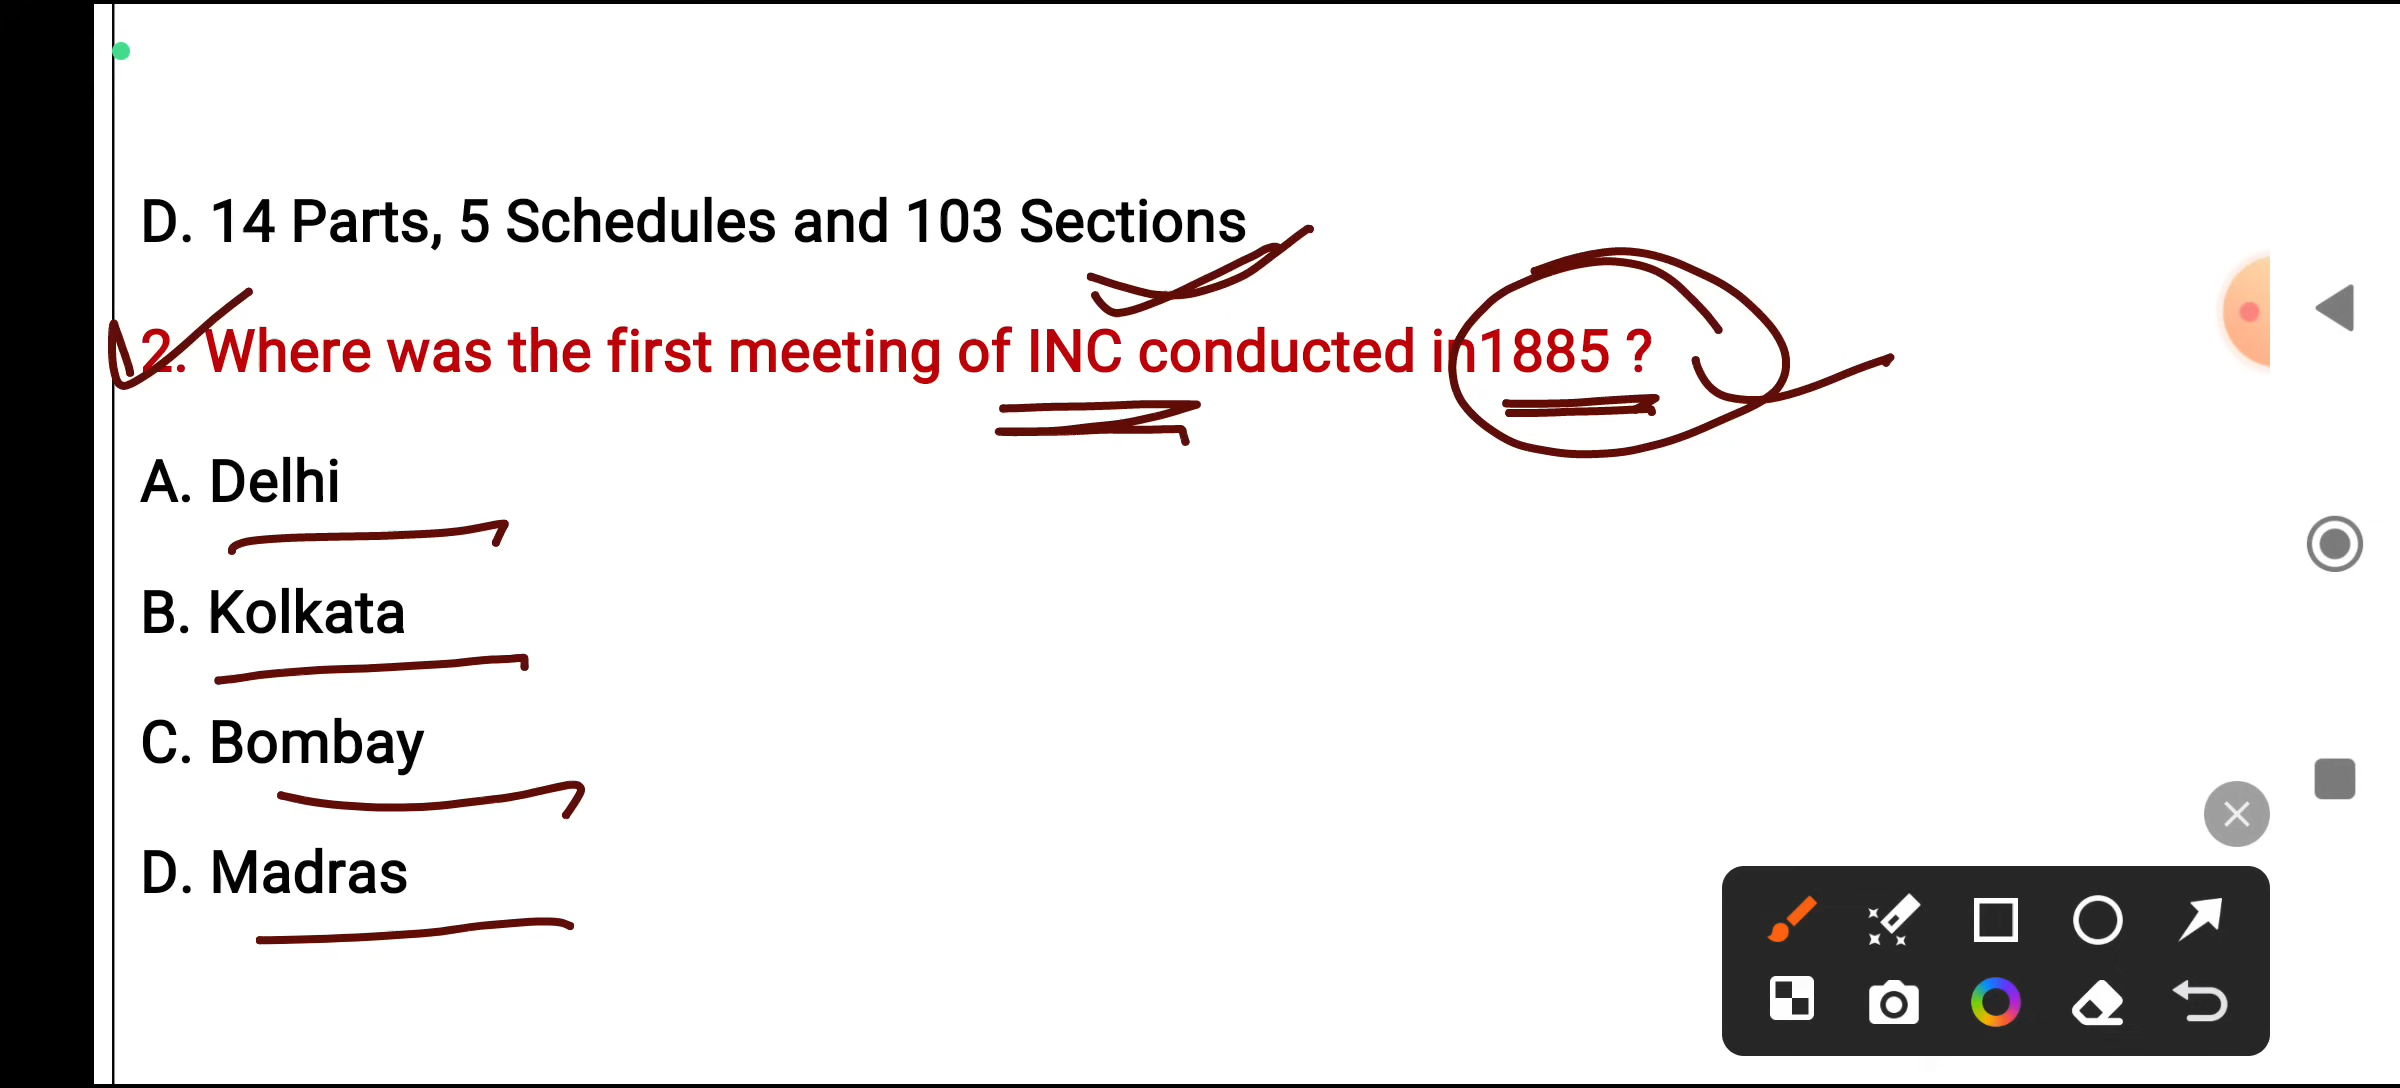 D. 14 Parts, 5 Schedules and 103 Sections
2. Where was the first meeting of INC conducted in1885 ?
A. Delhi
B. Kolkata
C. Bombay
D. Madras